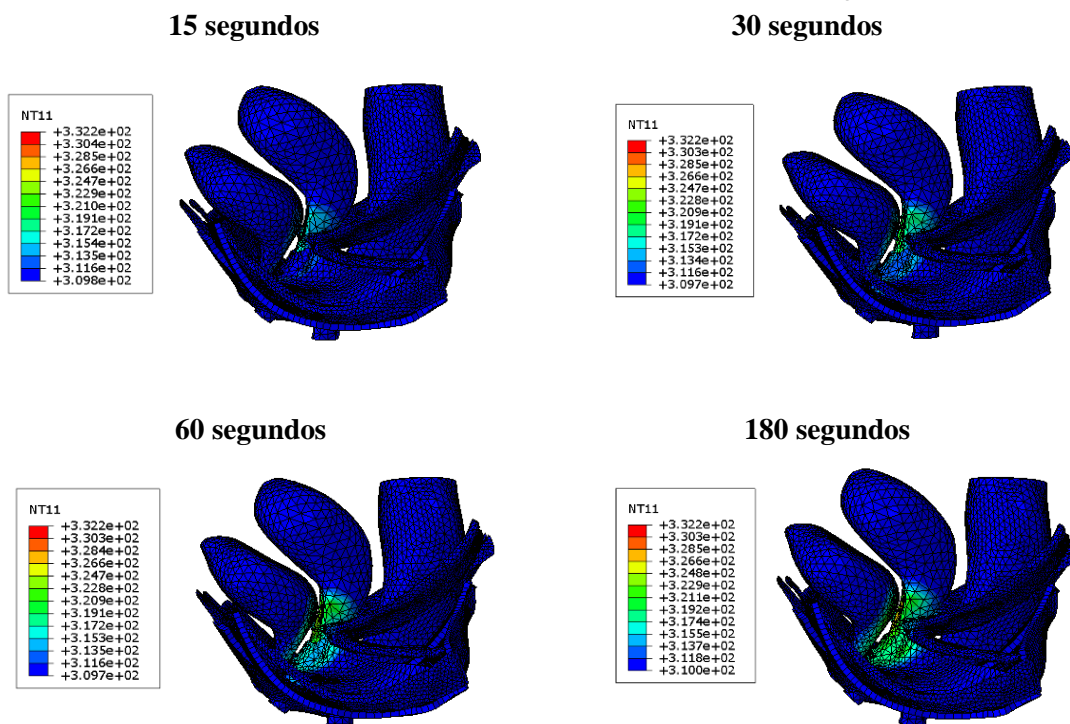 15 segundos
30 segundos
NT11
+3.322e+02
+3.304e+02
+3.285e+02
+3.266e+02
+3.247e+02
+3.229e+02
+3.210e+02
+3.191e+02
+3.172e+02
+3.154e+02
+3.135e+02
+3.116e+02
+3.098e+02
NT11
+3.322e+02
+3.303e+02
+3.285e+02
+3.266e+02
+3.247e+02
+3.228e+02
+3.209e+02
+3.191e+02
+3.172e+02
+3.153e+02
+3.134e+02
+3.116e+02
+3.097e+02
60 segundos
180 segundos
NT11
+3.322e+02
+3.303e+02
+3.284e+02
+3.266e+02
+3.247e+02
+3.228e+02
+3.209e+02
+3.191e+02
+3.172e+02
+3.153e+02
+3.135e+02
+3.116e+02
+3.097e+02
NT11
+3.322e+02
+3.303e+02
+3.285e+02
+3.266e+02
+3.248e+02
+3.229e+02
+3.211e+02
+3.192e+02
+3.174e+02
+3.155e+02
+3.137e+02
+3.118e+02
+3.100e+02